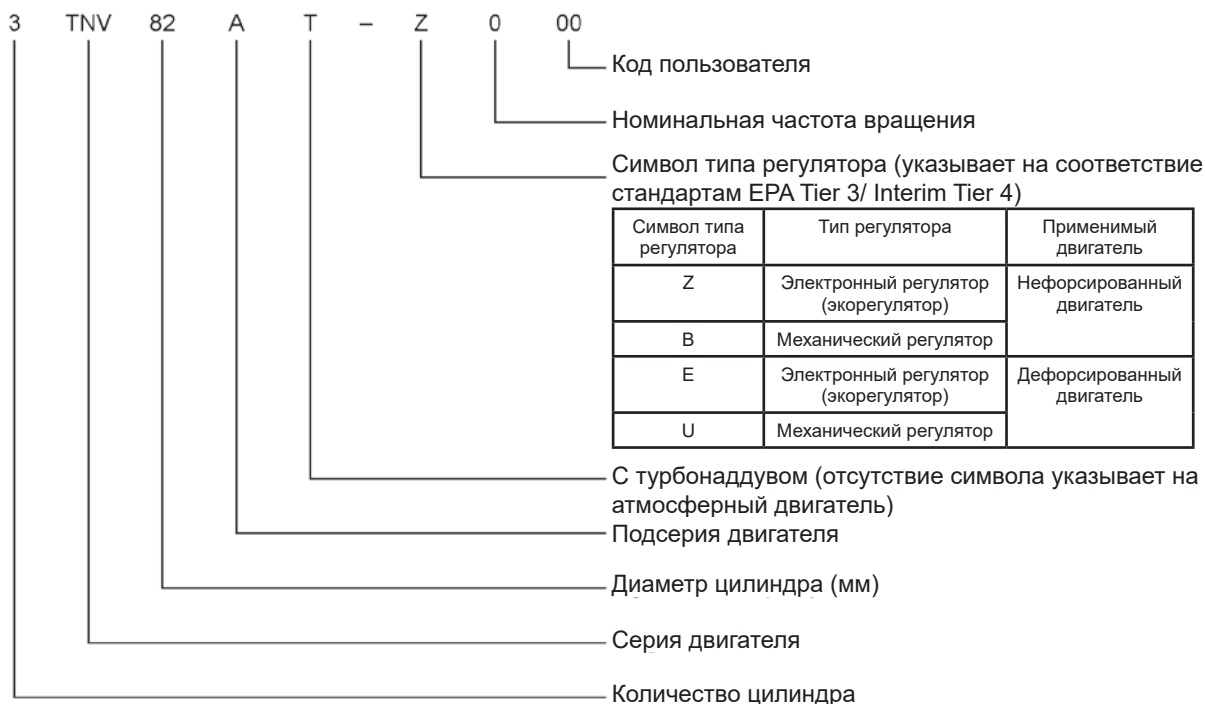 3 TNV 82 A T – Z 0 00
Код пользователя
Номинальная частота вращения
Символ типа регулятора (указывает на соответствие
стандартам EPA Tier 3/ Interim Tier 4)
Символ типа
регулятора
Тип регулятора
Применимый
двигатель
Z
Электронный регулятор
(экорегулятор)
Нефорсированный
двигатель
B
Механический регулятор
E
Электронный регулятор
(экорегулятор)
Дефорсированный
двигатель
U
Механический регулятор
С турбонаддувом (отсутствие символа указывает на
атмосферный двигатель)
Подсерия двигателя
Диаметр цилиндра (мм)
Серия двигателя
Количество цилиндра